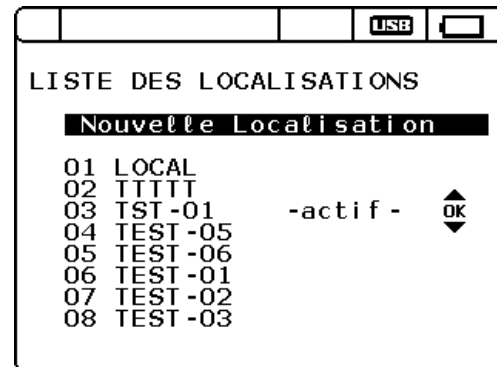 USB
LISTE DES LOCALISATIONS
Nouvelle Localisation
01 LOCAL
02 TTTTT
03 TST-01 -actif- OK
04 TEST-05
05 TEST-06
06 TEST-01
07 TEST-02
08 TEST-03